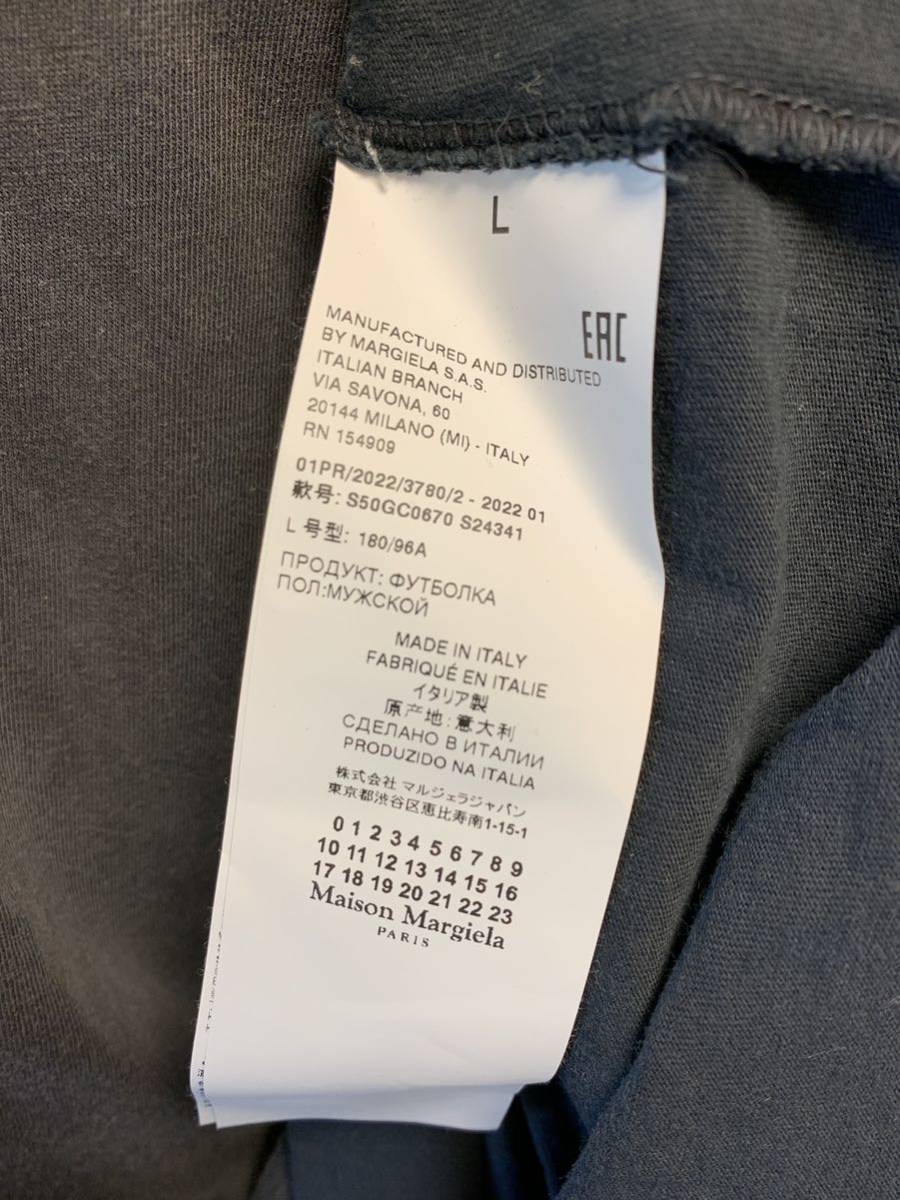 L
EAC
MANUFACTURED AND DISTRIBUTED
BY MARGIELA S.A.S.
ITALIAN BRANCH
VIA SAVONA, 60
20144 MILANO (MI) - ITALY
RN 154909
01PR/2022/3780/2 - 2022 01
款号: S50GC0670 S24341
L 号型: 180/96A
ПРОДУКТ: ФУТБОЛКА
ПОЛ:МУЖСКОЙ
MADE IN ITALY
FABRIQUÉ EN ITALIE
イタリア製
原产地: 意大利
СДЕЛАНО В ИТАЛИИ
PRODUZIDO NA ITALIA
株式会社 マルジェラジャパン
東京都渋谷区恵比寿南1-15-1
0 1 2 3 4 5 6 7 8 9
10 11 12 13 14 15 16
17 18 19 20 21 22 23
Maison Margiela
PARIS